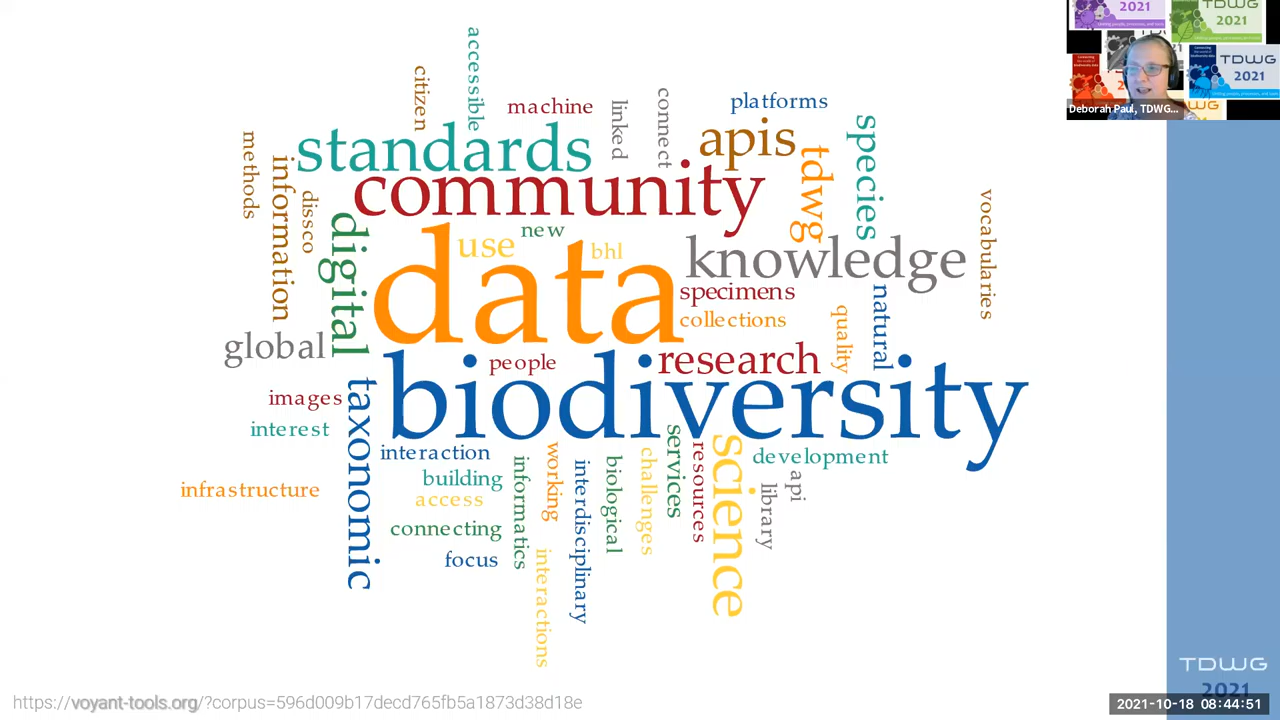 accessible
citizen
machine
linked
connect
platforms
methods
information
dissco
standards
apis
species
community
tdwg
vocabularies
digital
new
use
bhl
data
knowledge
specimens
collections
quality
natural
global
people
research
biodiversity
images
taxonomic
interest
interaction
building
access
infrastructure
connecting
focus
informatics
working
interactions
interdisciplinary
biological
challenges
services
resources
science
development
api
library
https://voyant-tools.org/?corpus=596d009b17decd765fb5a1873d38d18e
TDWG
2021
TDWG
2021
TDWG
2021
Deborah Paul, TDWG...
TDWG
2021
2021-10-18 08:44:51